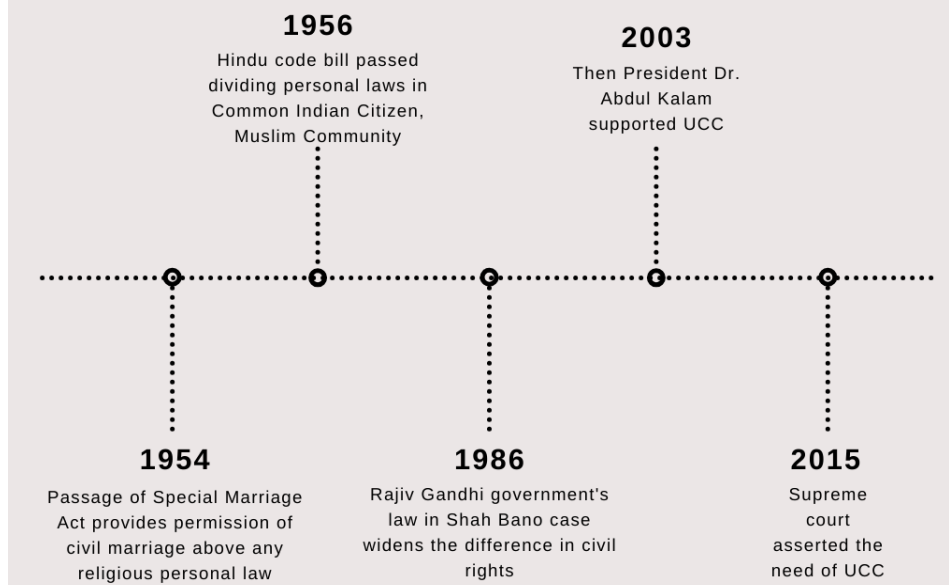 1956
Hindu code bill passed
dividing personal laws in
Common Indian Citizen,
Muslim Community
2003
Then President Dr.
Abdul Kalam
supported UCC
1954
Passage of Special Marriage
Act provides permission of
civil marriage above any
religious personal law
1986
Rajiv Gandhi government's
law in Shah Bano case
widens the difference in civil
rights
2015
Supreme
court
asserted the
need of UCC